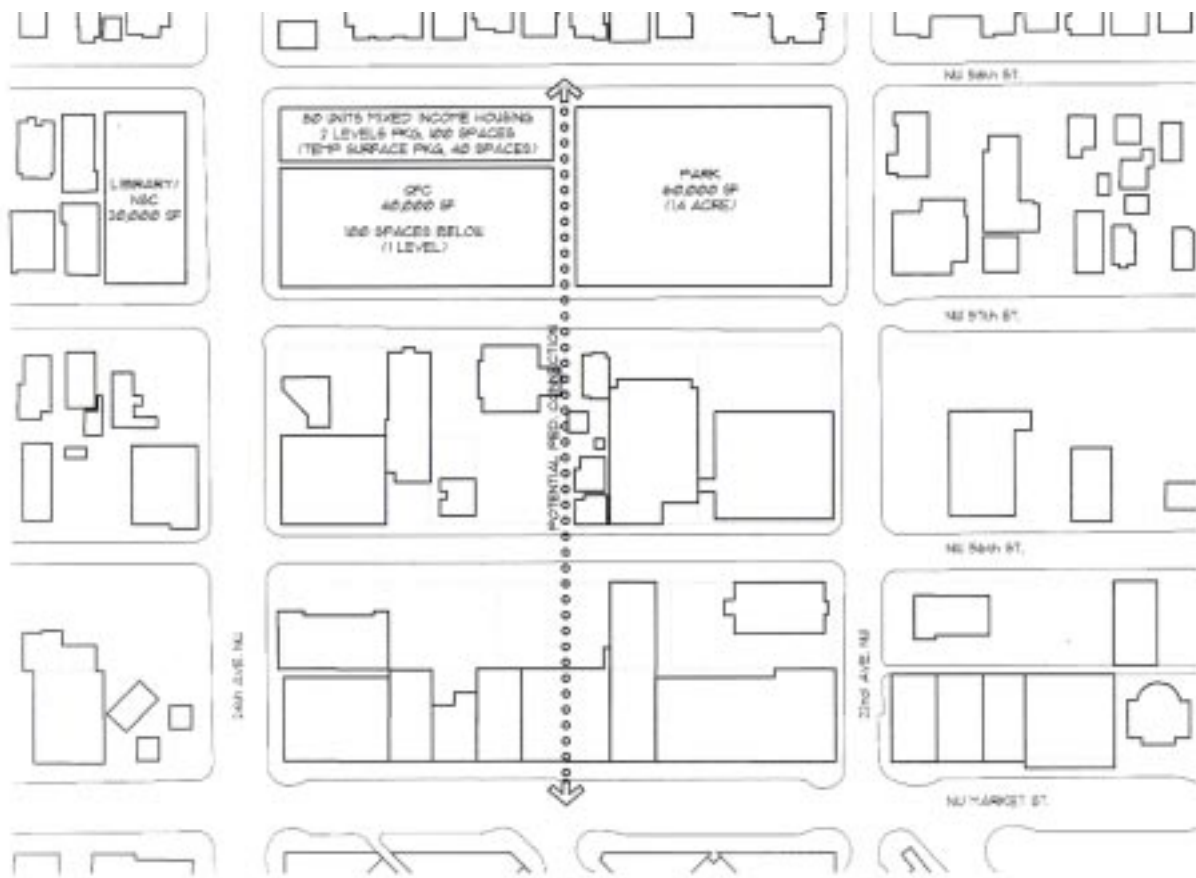 NW 58th ST.
80 UNITS MIXED INCOME HOUSING
2 LEVELS PKG, 100 SPACES
(TEMP SURFACE PKG, 40 SPACES)
LIBRARY/
NSC
20,000 SF
QFC
40,000 SF
100 SPACES BELOW
(1 LEVEL)
PARK
60,000 SF
(1.4 ACRE)
NW 57th ST.
POTENTIAL PED. CONNECTION
NW 56th ST.
24th AVE. NW
22nd AVE. NW
NW MARKET ST.